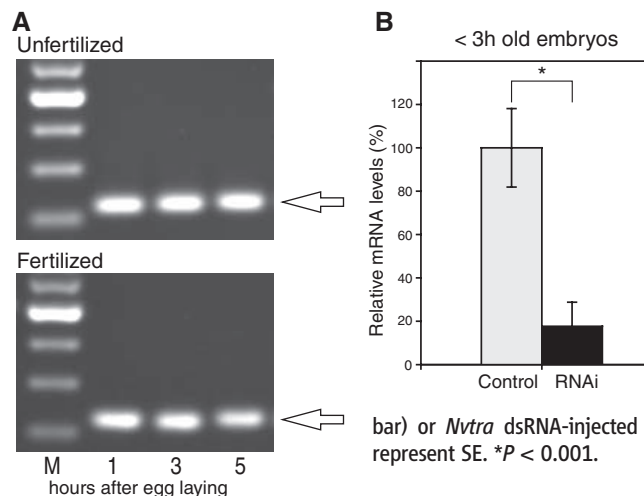 A
Unfertilized
Fertilized
M 1 3 5
hours after egg laying
B
< 3h old embryos
Relative mRNA levels (%)
120
100
80
60
40
20
0
*
Control RNAi
bar) or Nvtra dsRNA-injected
represent SE. *P < 0.001.